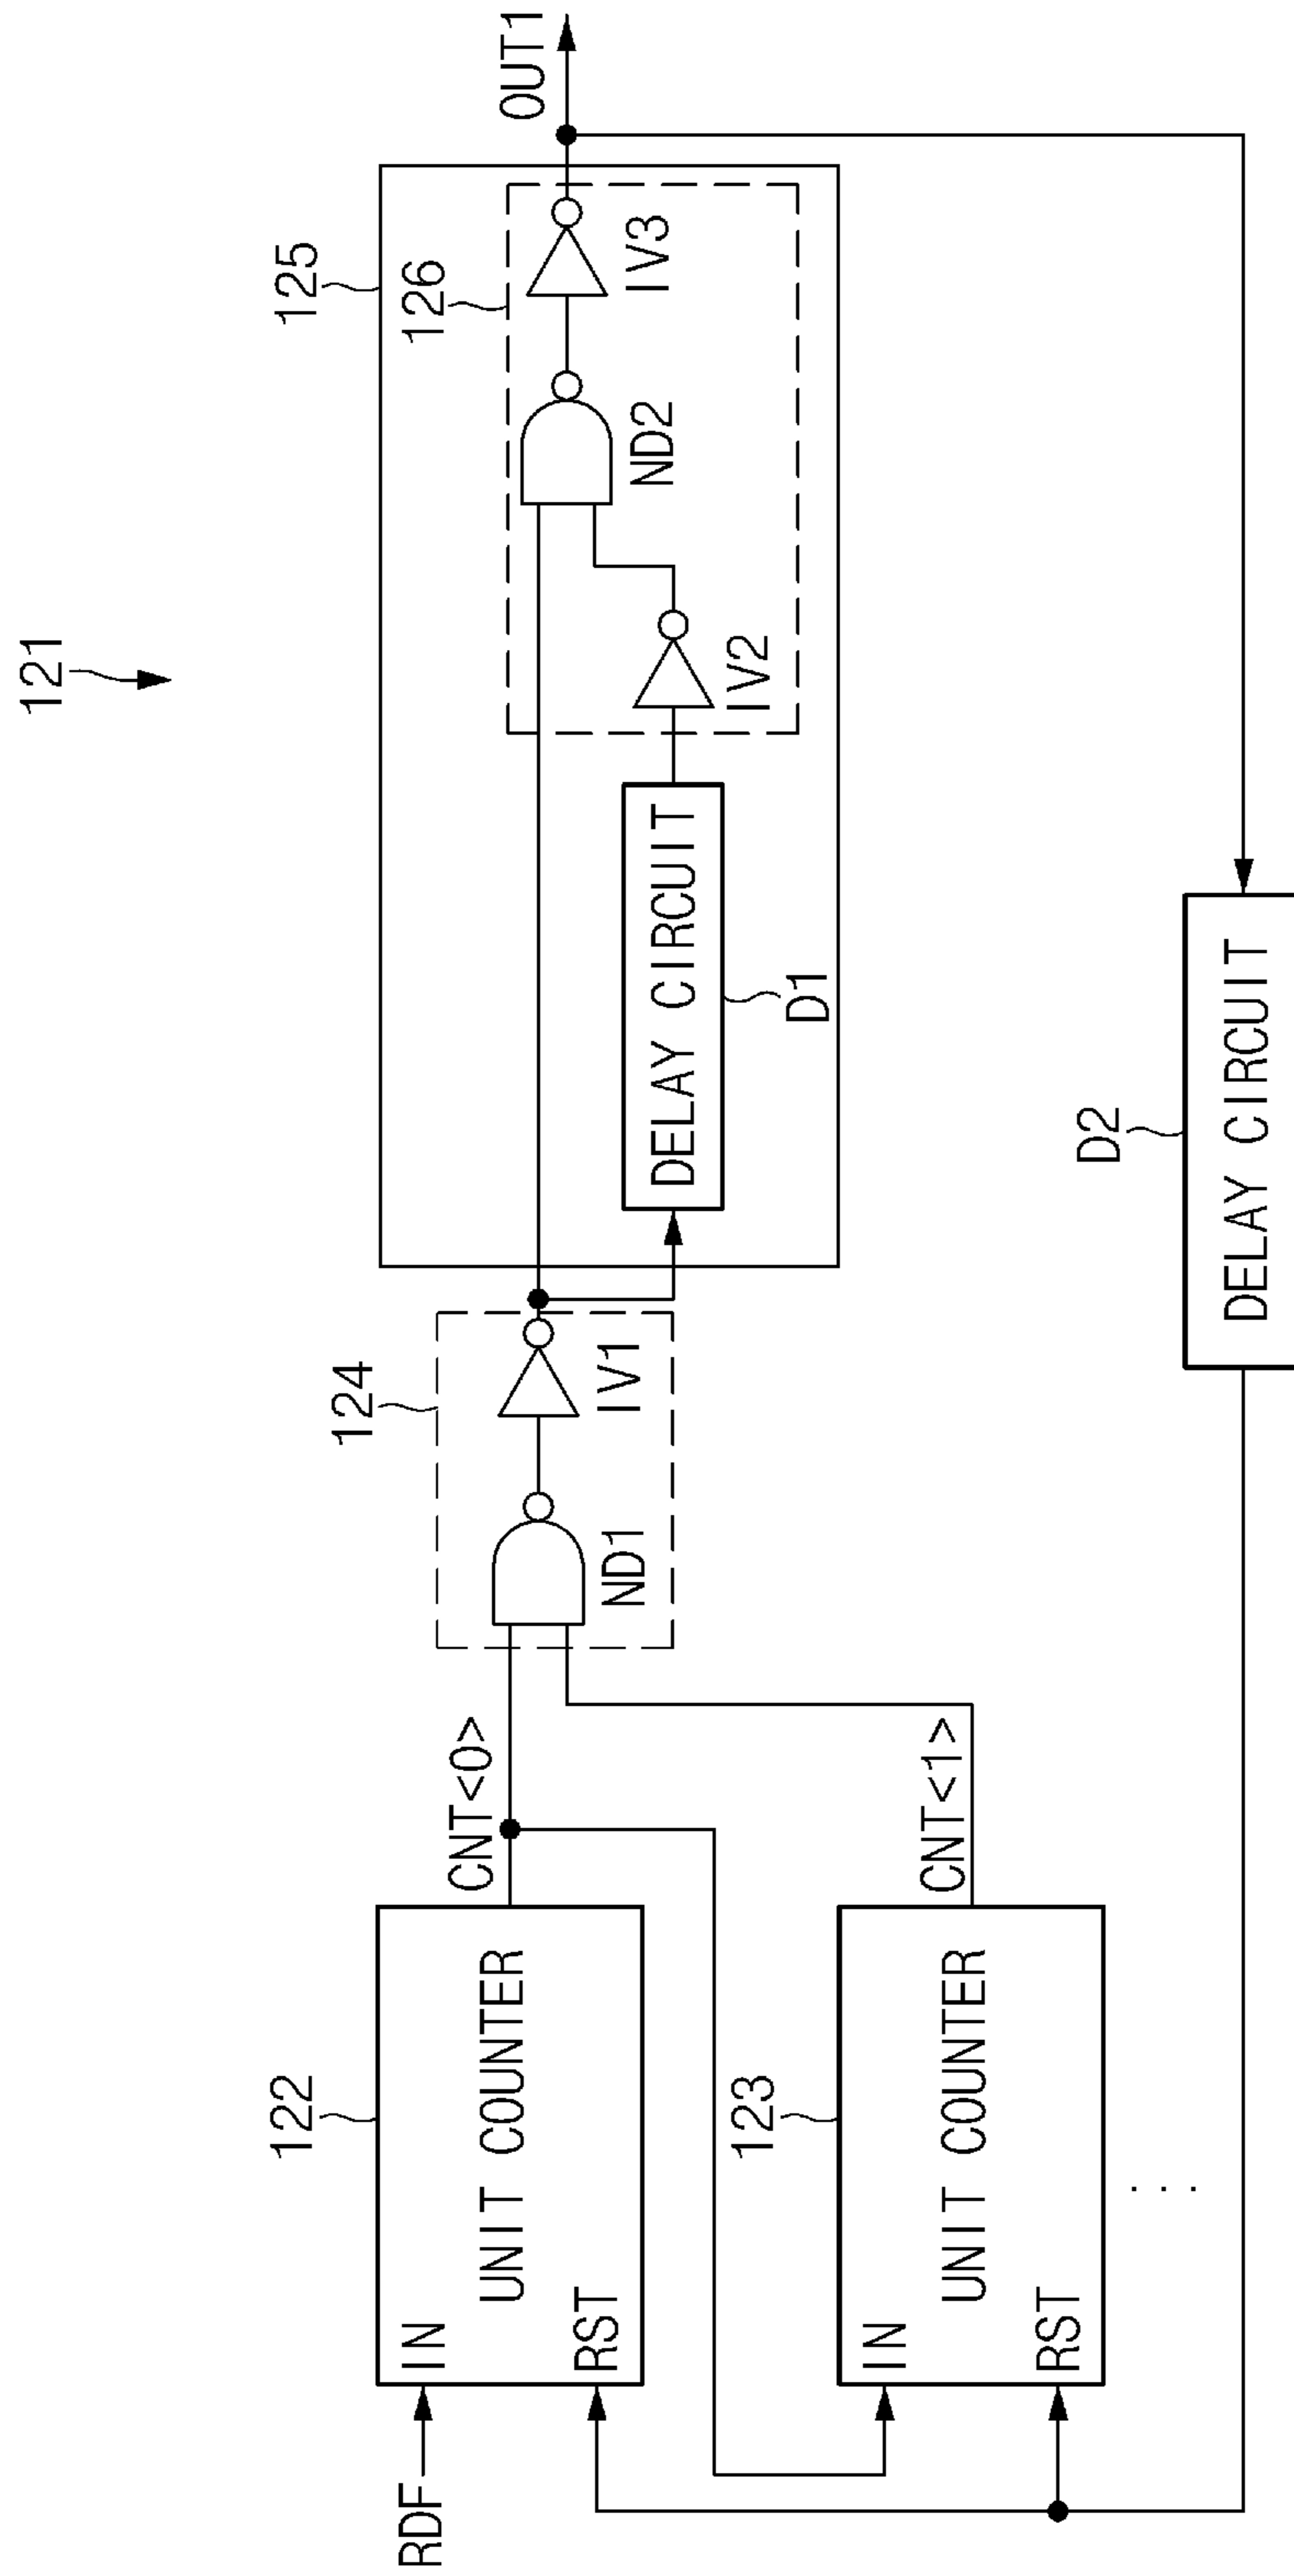 121
122
RDF
IN
UNIT COUNTER
RST
CNT<0>
123
IN
UNIT COUNTER
RST
CNT<1>
...
124
ND1
IV1
125
126
DELAY CIRCUIT
D1
IV2
ND2
IV3
OUT1
D2
DELAY CIRCUIT